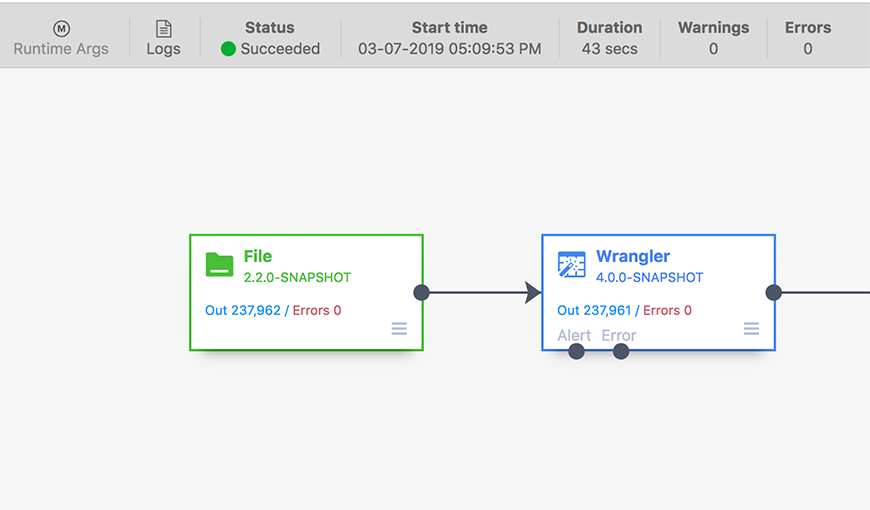 M
Runtime Args
Logs
Status
Succeeded
Start time
03-07-2019 05:09:53 PM
Duration
43 secs
Warnings
0
Errors
0
File
2.2.0-SNAPSHOT
Out 237,962 / Errors 0
Wrangler
4.0.0-SNAPSHOT
Out 237,961 / Errors 0
Alert Error